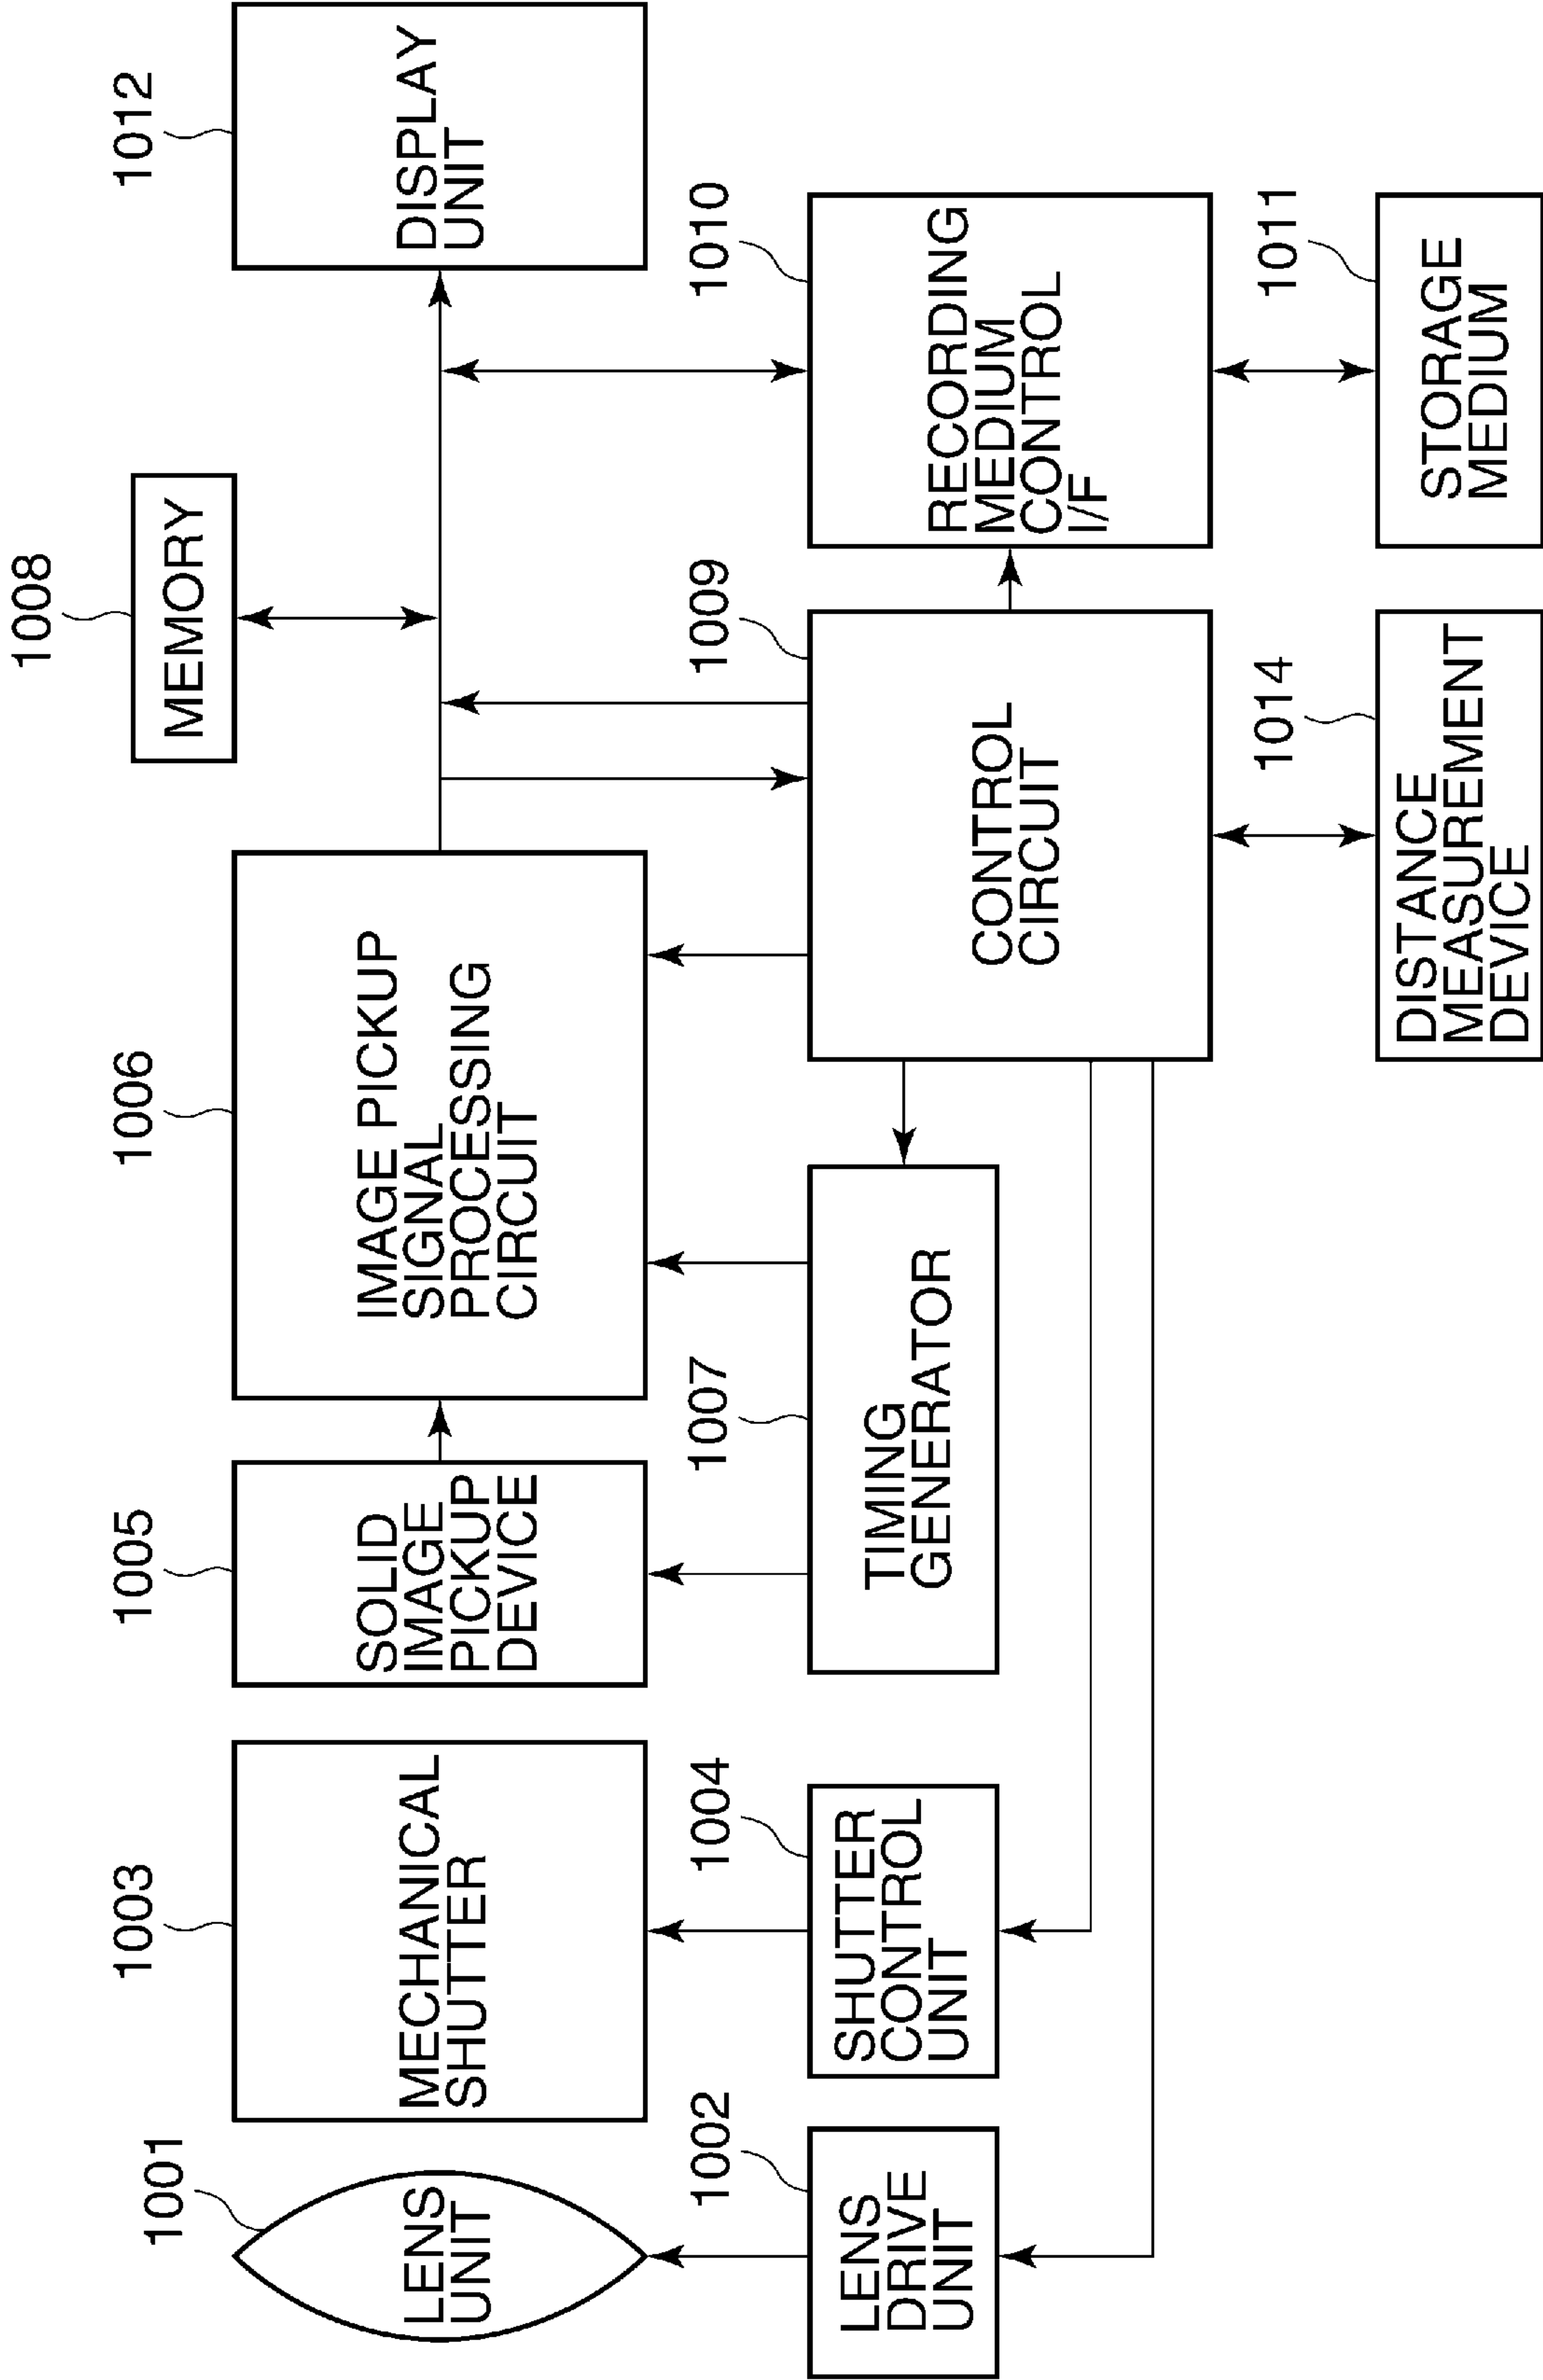 1001
LENS
UNIT
1003
MECHANICAL
SHUTTER
1005
SOLID
IMAGE
PICKUP
DEVICE
1006
IMAGE PICKUP
SIGNAL
PROCESSING
CIRCUIT
1008
MEMORY
1012
DISPLAY
UNIT
1002
LENS
DRIVE
UNIT
1004
SHUTTER
CONTROL
UNIT
1007
TIMING
GENERATOR
1009
CONTROL
CIRCUIT
1010
RECORDING
MEDIUM
CONTROL
I/F
1014
DISTANCE
MEASUREMENT
DEVICE
1011
STORAGE
MEDIUM